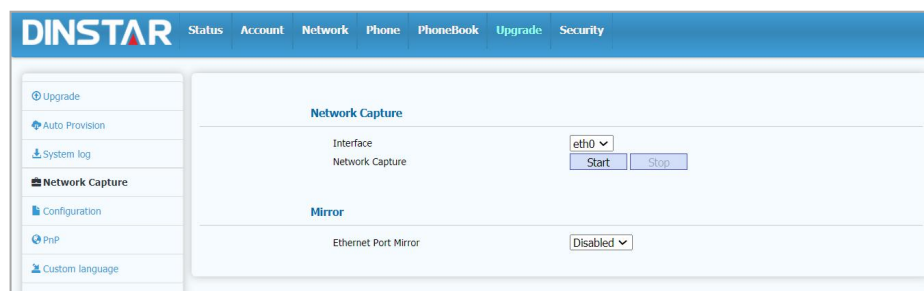 DINSTAR Status Account Network Phone PhoneBook Upgrade Security
Upgrade
Auto Provision
System log
Network Capture
Configuration
PnP
Custom language
Network Capture
Interface eth0
Network Capture Start Stop
Mirror
Ethernet Port Mirror Disabled